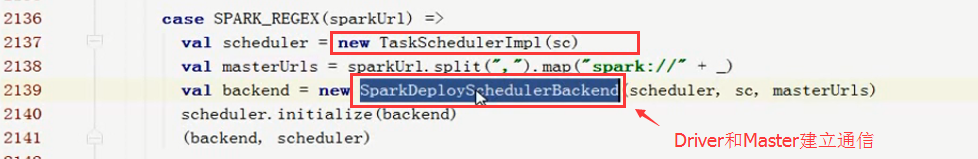 2136 case SPARK_REGEX(sparkUrl) =>
2137 val scheduler = new TaskSchedulerImpl(sc)
2138 val masterUrls = sparkUrl.split(",").map("spark://" + _)
2139 val backend = new SparkDeploySchedulerBackend(scheduler, sc, masterUrls)
2140 scheduler.initialize(backend)
2141 (backend, scheduler)
Driver和Master建立通信